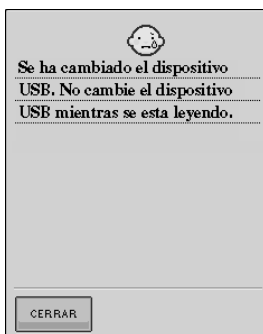 Se ha cambiado el dispositivo
USB. No cambie el dispositivo
USB mientras se esta leyendo.
CERRAR